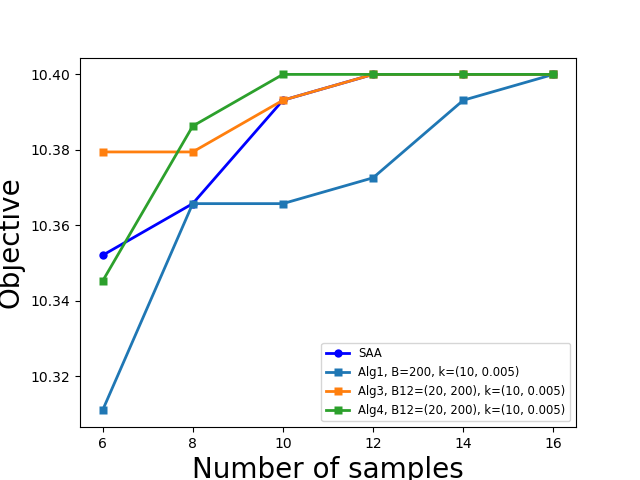 10.40
10.38
10.36
10.34
10.32
Objective
6
8
10
12
14
16
Number of samples
SAA
Alg1, B=200, k=(10, 0.005)
Alg3, B12=(20, 200), k=(10, 0.005)
Alg4, B12=(20, 200), k=(10, 0.005)